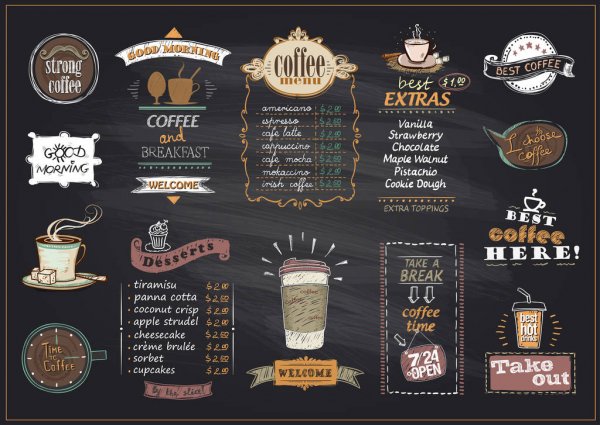 strong
coffee
GOOD MORNING
COFFEE
and
BREAKFAST
WELCOME
coffee
menu
americano $ 2.00
espresso $ 2.00
cafe latte $ 2.00
cappuccino $ 2.00
cafe mocha $ 2.00
mokaccino $ 2.00
irish coffee $ 2.00
best $ 1.00
EXTRAS
Vanilla
Strawberry
Chocolate
Maple Walnut
Pistachio
Cookie Dough
EXTRA TOPPINGS
BEST COFFEE
I choose
coffee
GOOD
MORNING
BEST
coffee
HERE!
Desserts
tiramisu $ 2.00
panna cotta $ 2.00
coconut crisp $ 2.00
apple strudel $ 2.00
cheesecake $ 2.00
crème brulée $ 2.00
sorbet $ 2.00
cupcakes $ 2.00
By the slice!
Time to
Coffee
WELCOME
TAKE A
BREAK
coffee
time
7/24
OPEN
best
hot
drinks
Take
out